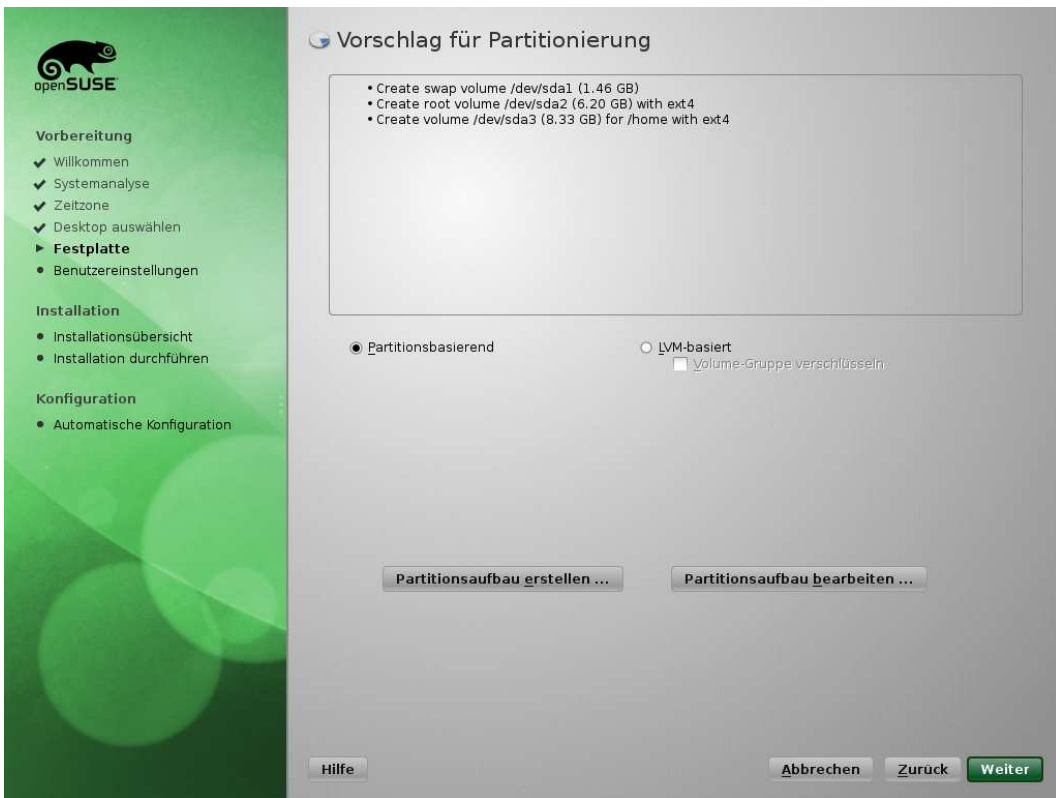 openSUSE
Vorbereitung
Willkommen
Systemanalyse
Zeitzone
Desktop auswählen
Festplatte
Benutzereinstellungen
Installation
Installationsübersicht
Installation durchführen
Konfiguration
Automatische Konfiguration
Vorschlag für Partitionierung
• Create swap volume /dev/sda1 (1.46 GB)
• Create root volume /dev/sda2 (6.20 GB) with ext4
• Create volume /dev/sda3 (8.33 GB) for /home with ext4
Partitionsbasierend
LVM-basiert
Volume-Gruppe verschlüsseln
Partitionsaufbau erstellen ...
Partitionsaufbau bearbeiten ...
Hilfe
Abbrechen
Zurück
Weiter